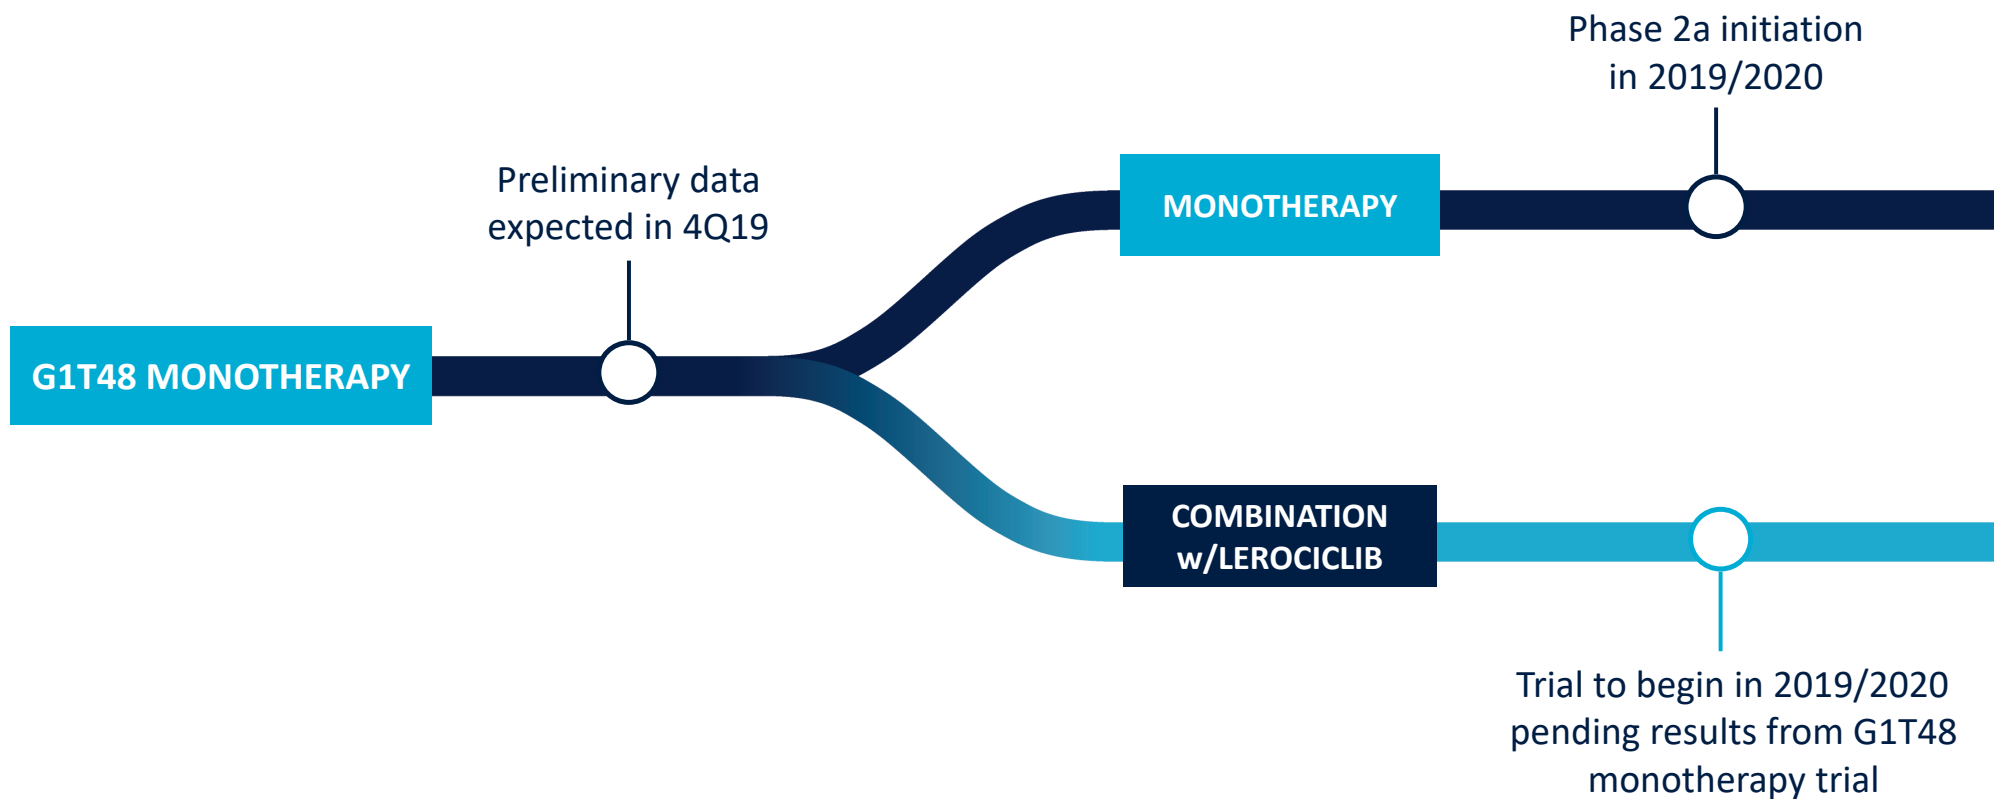 G1T48 MONOTHERAPY
Preliminary data
expected in 4Q19
MONOTHERAPY
Phase 2a initiation
in 2019/2020
COMBINATION
w/LEROCICLIB
Trial to begin in 2019/2020
pending results from G1T48
monotherapy trial